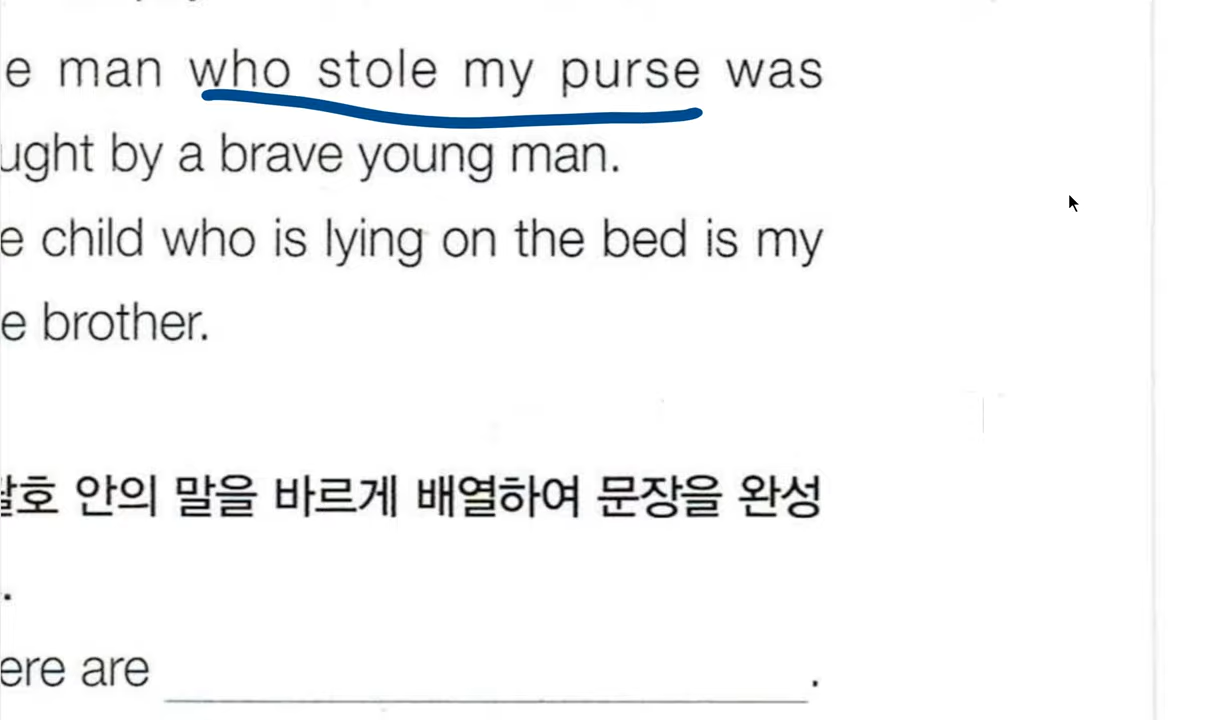 e man who stole my purse was
ught by a brave young man.
e child who is lying on the bed is my
e brother.
괄호 안의 말을 바르게 배열하여 문장을 완성
.
ere are ____________ .